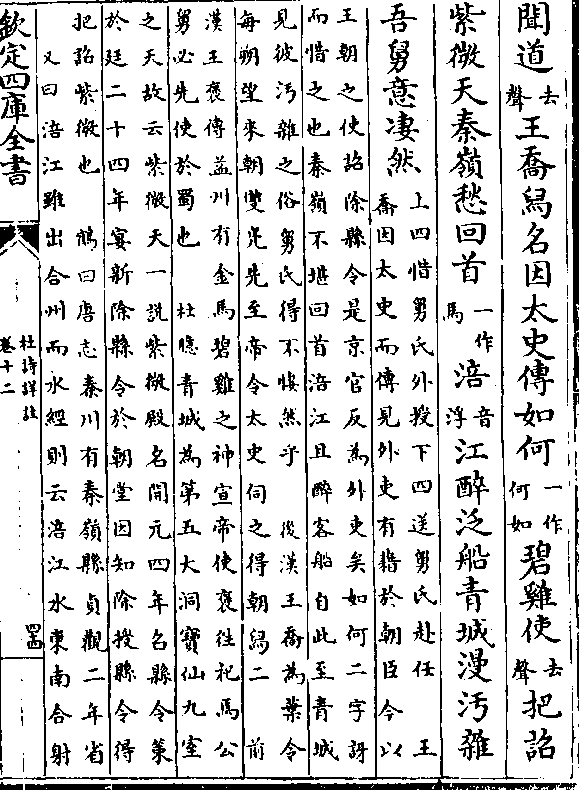 聞道去聲王喬舄名因太史傳如何一作何如碧雞使去聲把詔
紫微天秦嶺愁回首一作馬涪音浮江醉泛船青城漫汚雜
吾舅意凄然
上四惜舅氏外授下四送舅氏赴任　王
喬因太史而傳見外吏有籍於朝臣今以
王朝之使詔除縣令是京官反為外吏矣如何二字訝
而惜之也秦嶺不堪回首涪江且醉客船自此至青城
見彼汚雜之俗舅氏得不悽然乎　後漢王喬為葉令
每朔望來朝雙鳧先至帝令太史伺之得朝舄二　前
漢王褒傳益州有金馬碧雞之神宣帝使褒往祀焉公
舅必先使於蜀也　杜臆青城為第五大洞寶仙九室
之天故云紫微天一說紫微殿名開元四年名縣令策
於廷二十四年宴新除縣令於朝堂因知除授縣令得
把詔紫微也　鶴曰唐志秦川有秦嶺縣貞觀二年省
又曰涪江雖出合州而水經則云涪江水東南合射
欽定四庫全書
杜詩詳註
卷十二